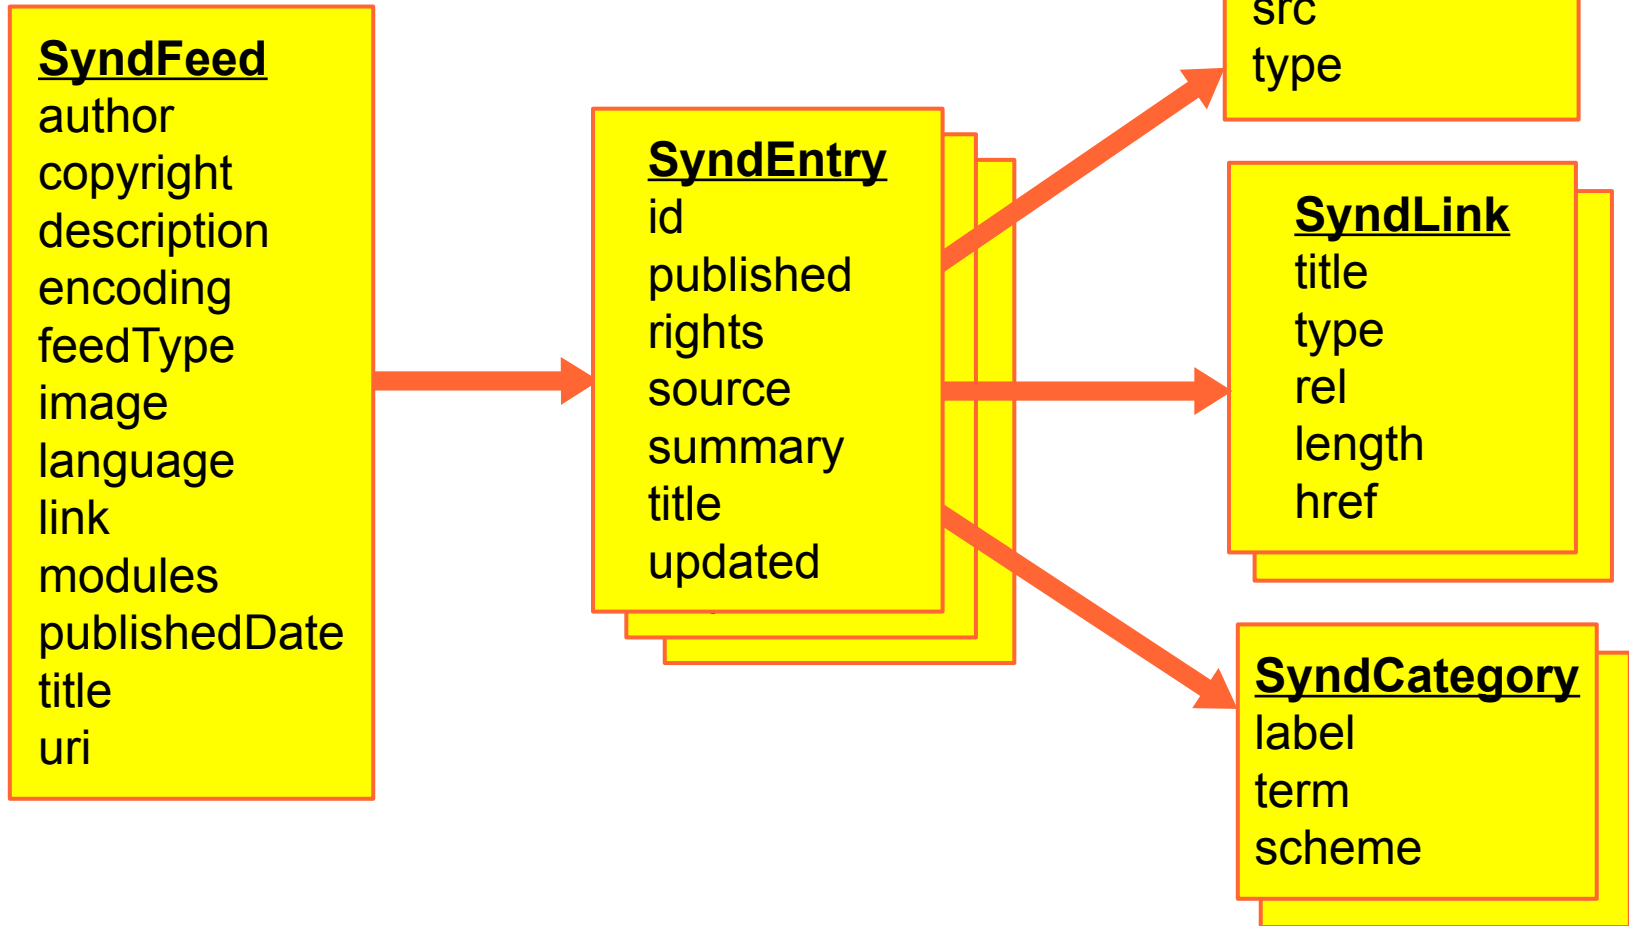 SyndFeed
author
copyright
description
encoding
feedType
image
language
link
modules
publishedDate
title
uri
SyndEntry
id
published
rights
source
summary
title
updated
src
type
SyndLink
title
type
rel
length
href
SyndCategory
label
term
scheme